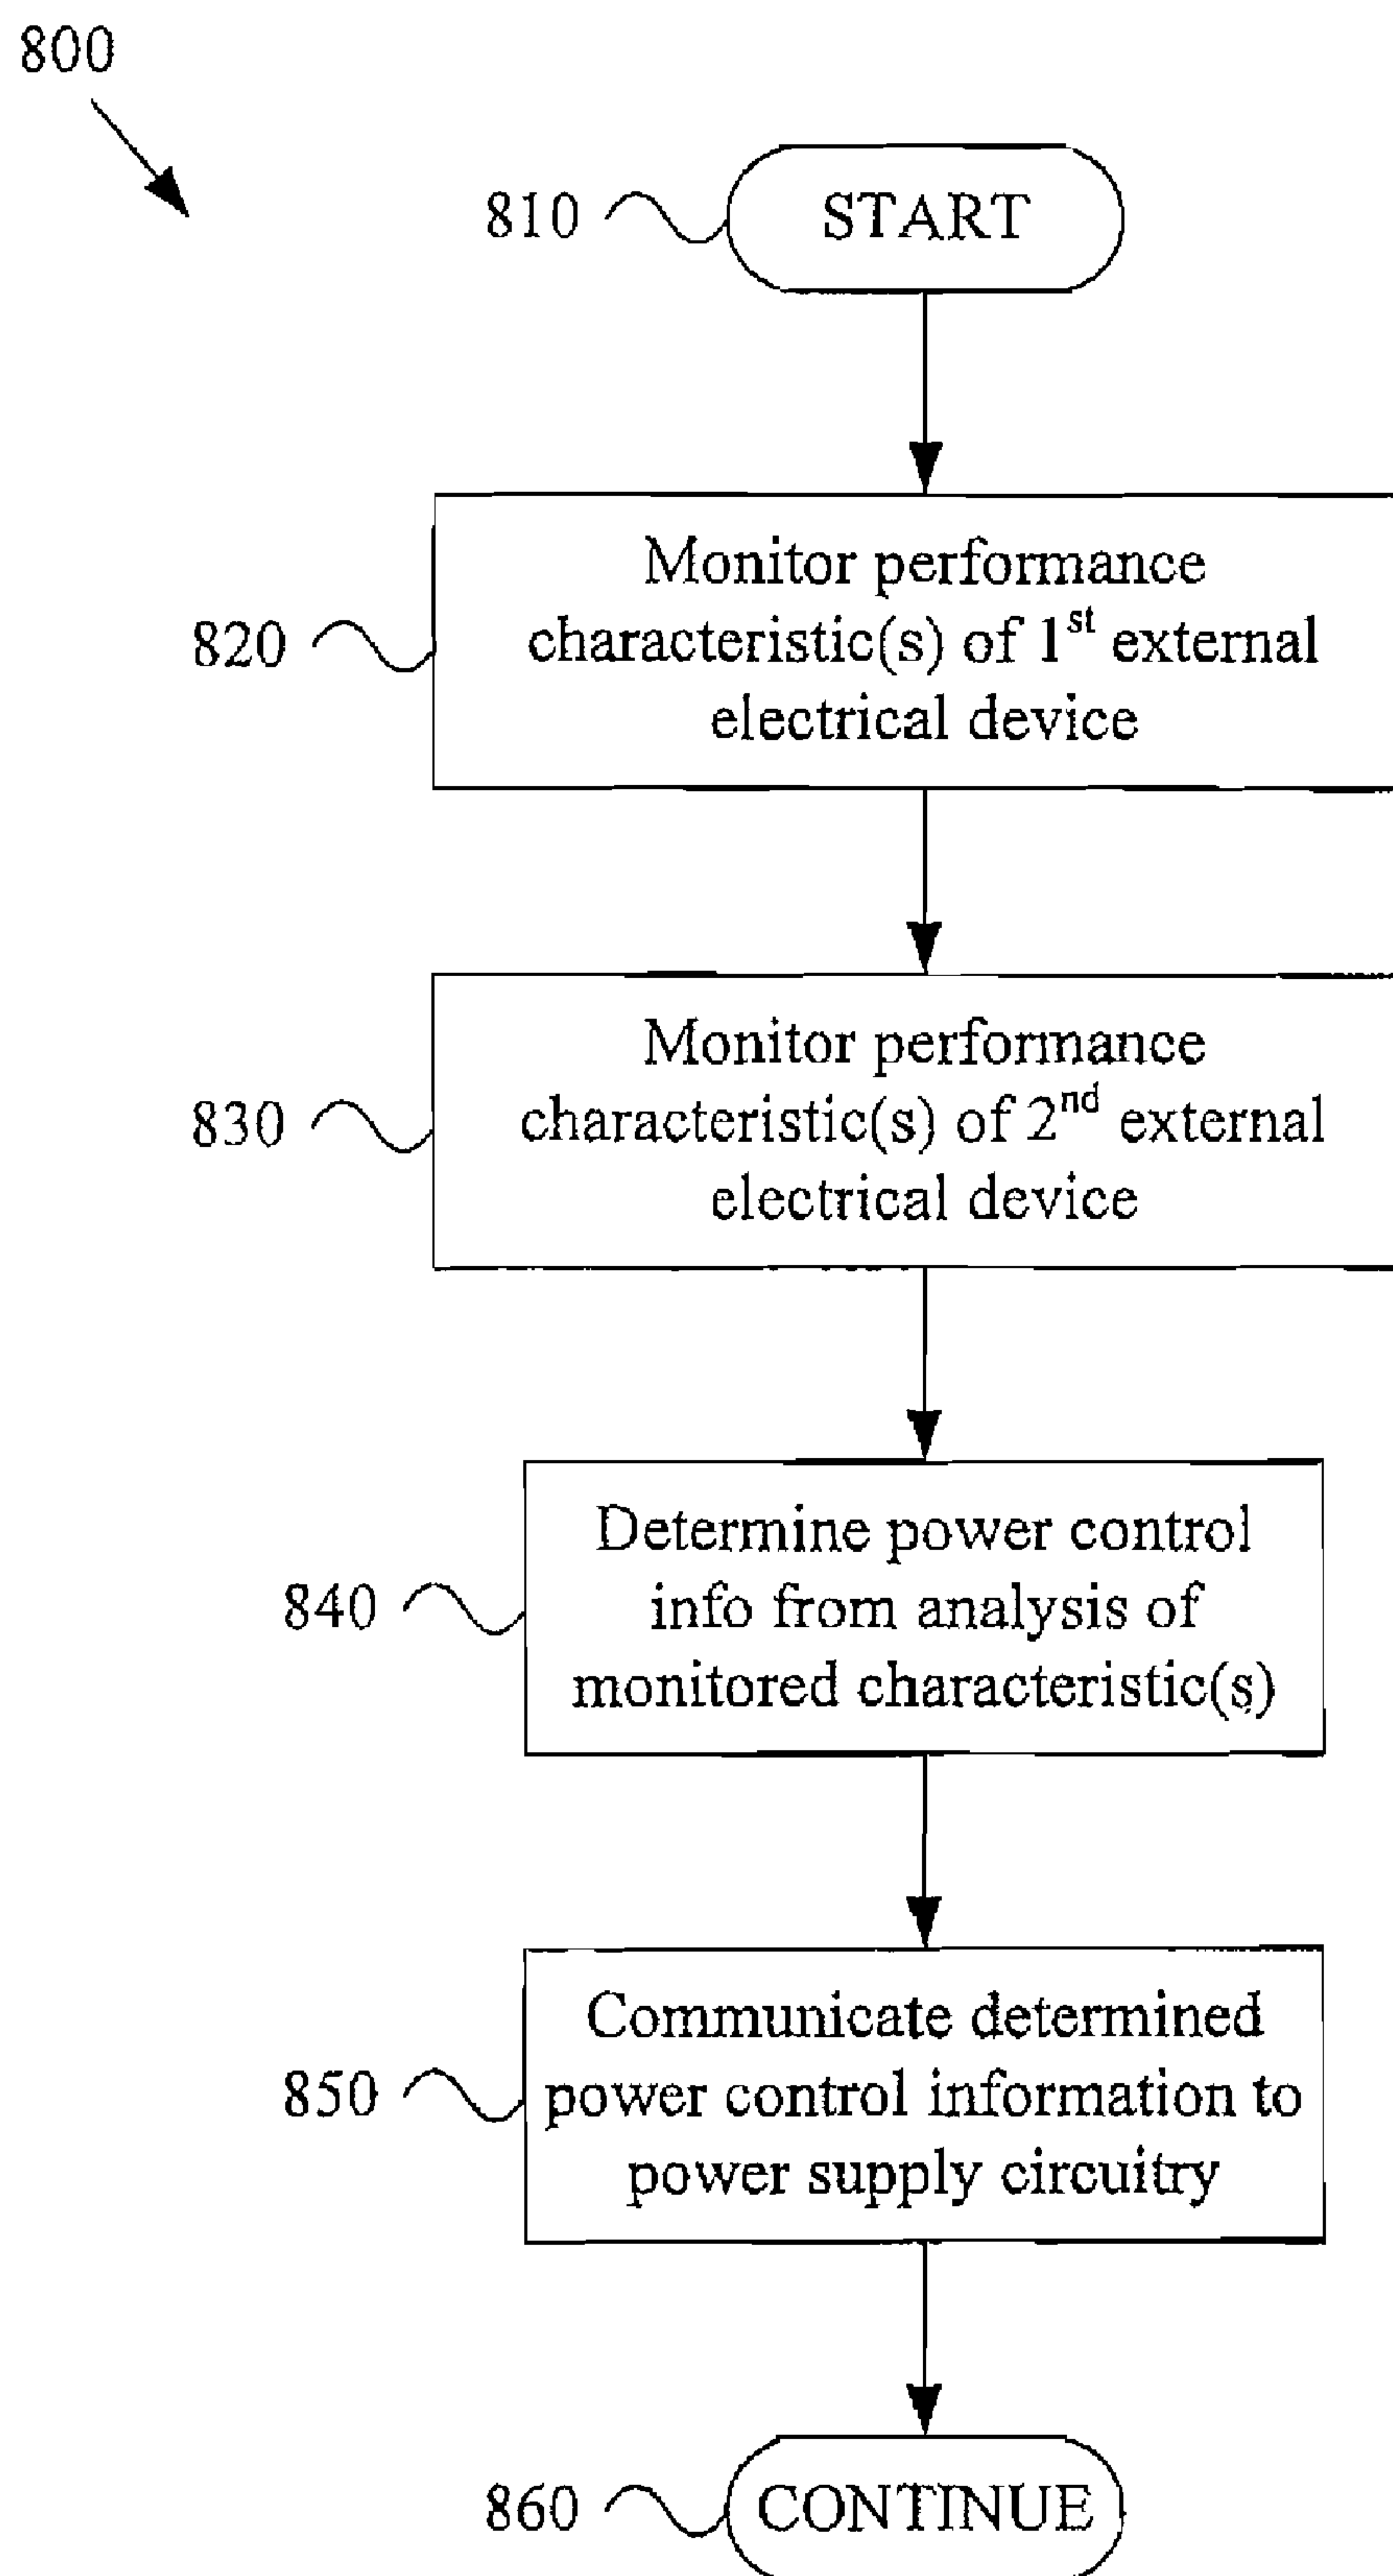 800
810
START
820
Monitor performance
characteristic(s) of 1st external
electrical device
830
Monitor performance
characteristic(s) of 2nd external
electrical device
840
Determine power control
info from analysis of
monitored characteristic(s)
850
Communicate determined
power control information to
power supply circuitry
860
CONTINUE